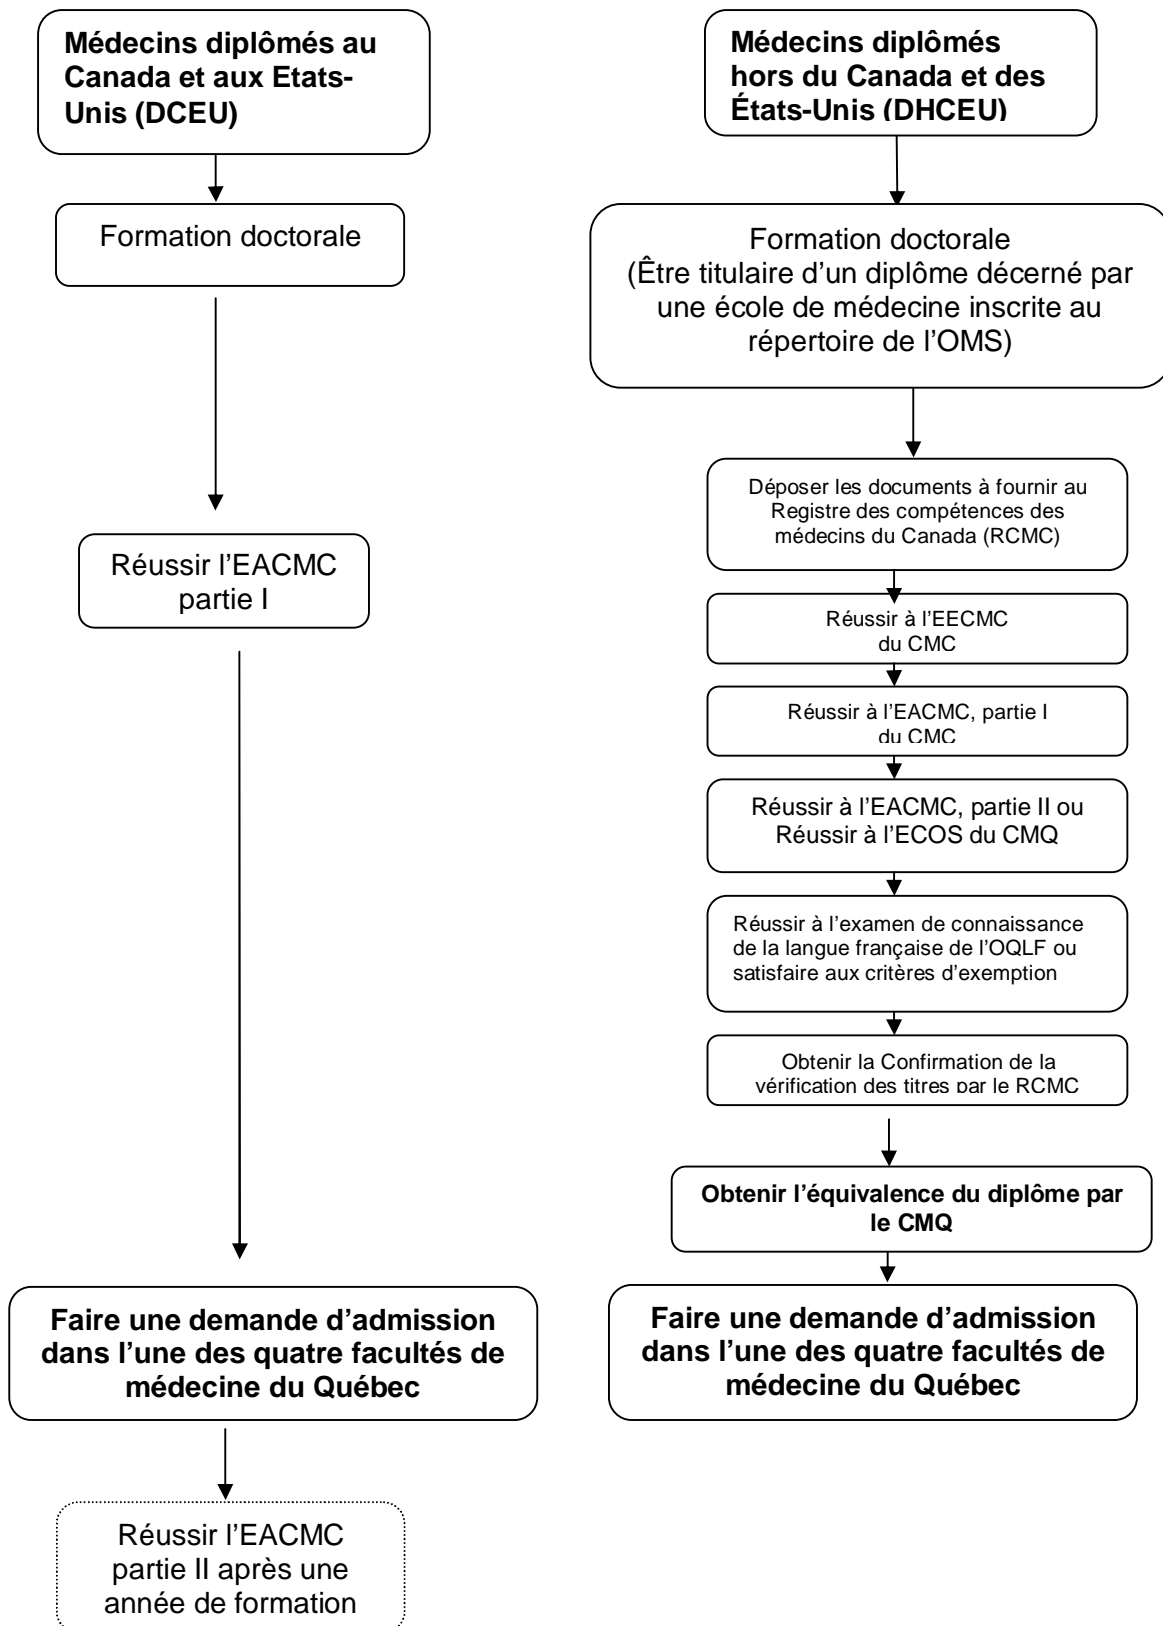 Médecins diplômés au
Canada et aux Etats-
Unis (DCEU)
Formation doctorale
Réussir l’EACMC
partie I
Faire une demande d’admission
dans l’une des quatre facultés de
médecine du Québec
Réussir l’EACMC
partie II après une
année de formation
Médecins diplômés
hors du Canada et des
États-Unis (DHCEU)
Formation doctorale
(Être titulaire d’un diplôme décerné par
une école de médecine inscrite au
répertoire de l’OMS)
Déposer les documents à fournir au
Registre des compétences des
médecins du Canada (RCMC)
Réussir à l’EECMC
du CMC
Réussir à l’EACMC, partie I
du CMC
Réussir à l’EACMC, partie II ou
Réussir à l’ECOS du CMQ
Réussir à l’examen de connaissance
de la langue française de l’OQLF ou
satisfaire aux critères d’exemption
Obtenir la Confirmation de la
vérification des titres par le RCMC
Obtenir l’équivalence du diplôme par
le CMQ
Faire une demande d’admission
dans l’une des quatre facultés de
médecine du Québec